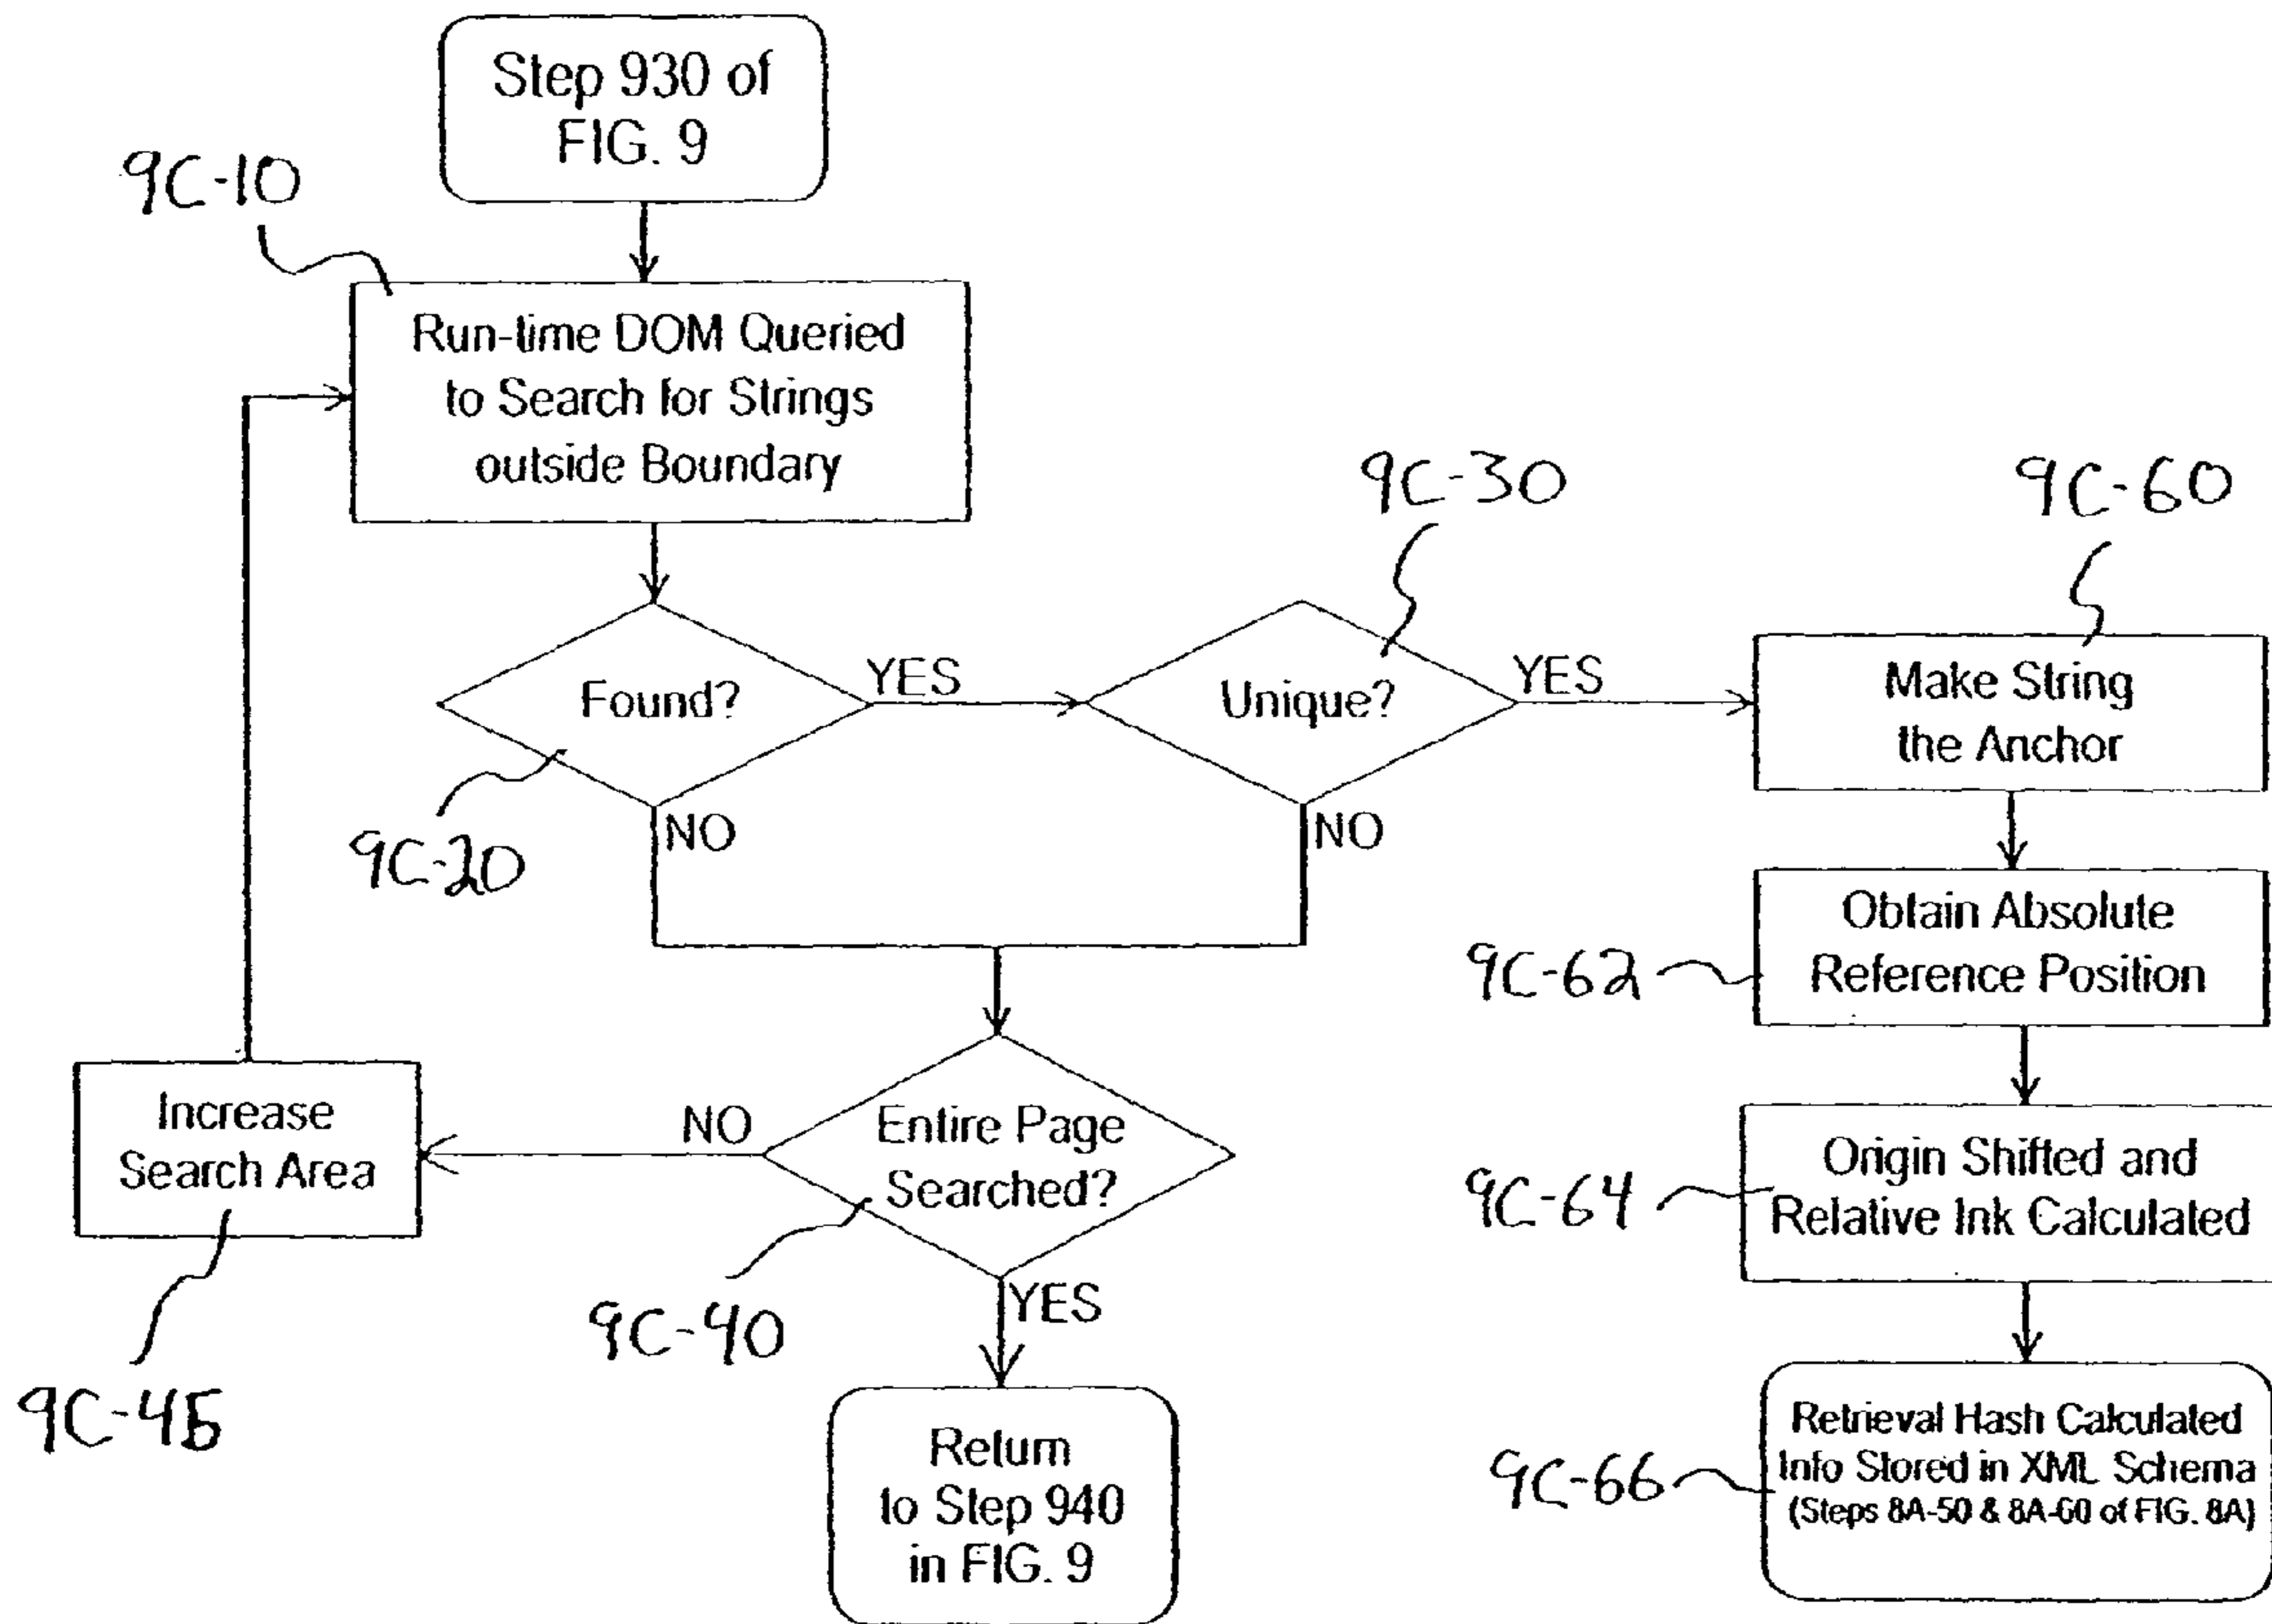 Step 930 of
FIG. 9
9C-10
Run-time DOM Queried
to Search for Strings
outside Boundary
9C-30
9C-60
Found?
YES
Unique?
YES
Make String
the Anchor
9C-20
NO
NO
Obtain Absolute
Reference Position
9C-62
Increase
Search Area
NO
Entire Page
Searched?
Origin Shifted and
Relative Ink Calculated
9C-64
9C-45
9C-40
YES
Return
to Step 940
in FIG. 9
Retrieval Hash Calculated
Info Stored in XML Schema
(Steps 8A-50 & 8A-60 of FIG. 8A)
9C-66